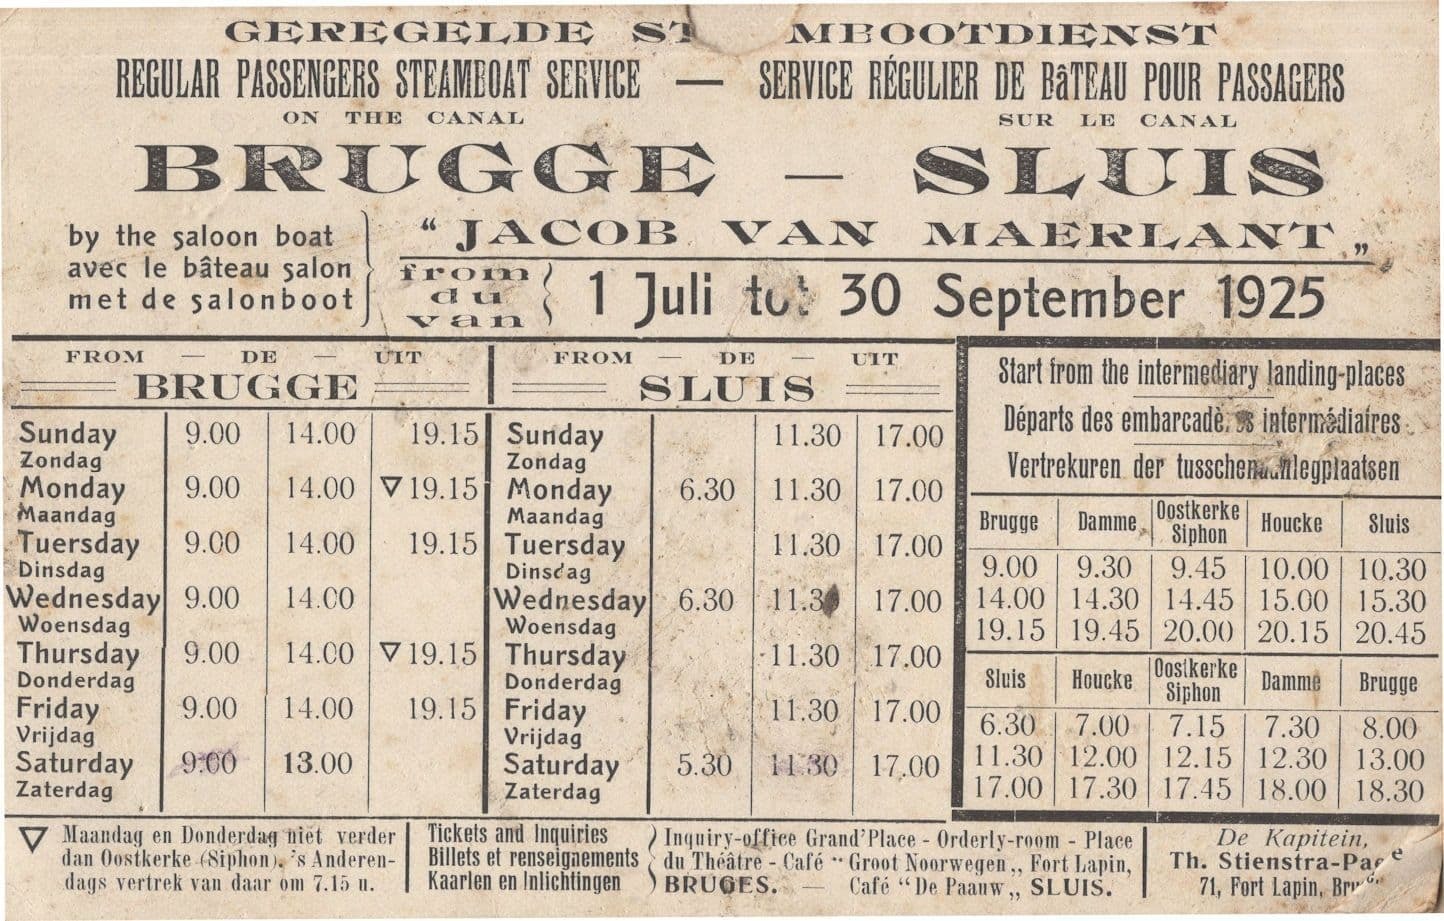 GEREGELDE ST MBOOTDIENST
REGULAR PASSENGERS STEAMBOAT SERVICE — SERVICE RÉGULIER DE BâTEAU POUR PASSAGERS
ON THE CANAL SUR LE CANAL
BRUGGE — SLUIS
by the saloon boat
avec le bâteau salon
met de salonboot
“JACOB VAN MAERLANT„
from
du
van
1 Juli tot 30 September 1925
FROM — DE — UIT
BRUGGE
Sunday 9.00 14.00 19.15
Zondag
Monday 9.00 14.00 ▽19.15
Maandag
Tuersday 9.00 14.00 19.15
Dinsdag
Wednesday 9.00 14.00
Woensdag
Thursday 9.00 14.00 ▽19.15
Donderdag
Friday 9.00 14.00 19.15
Vrijdag
Saturday 9.00 13.00
Zaterdag
FROM — DE — UIT
SLUIS
Sunday 11.30 17.00
Zondag
Monday 6.30 11.30 17.00
Maandag
Tuersday 11.30 17.00
Dinsdag
Wednesday 6.30 11.30 17.00
Woensdag
Thursday 11.30 17.00
Donderdag
Friday 11.30 17.00
Vrijdag
Saturday 5.30 11.30 17.00
Zaterdag
Start from the intermediary landing-places
Départs des intermédiaires
Vertrekuren der
Brugge Damme Oostkerke Siphon Houcke Sluis
9.00 9.30 9.45 10.00 10.30
14.00 14.30 14.45 15.00 15.30
19.15 19.45 20.00 20.15 20.45
Sluis Houcke Oostkerke Siphon Damme Brugge
6.30 7.00 7.15 7.30 8.00
11.30 12.00 12.15 12.30 13.00
17.00 17.30 17.45 18.00 18.30
▽ Maandag en Donderdag niet verder
dan Oostkerke (Siphon). 's Anderen-
dags vertrek van daar om 7.15 u.
Tickets and Inquiries
Billets et renseignements
Kaarlen en Inlichtingen
Inquiry-office Grand'Place - Orderly-room - Place
du Théâtre - Café “Groot Noorwegen„, Fort Lapin,
BRUGES. — Café “De Paauw„ SLUIS.
De Kapitein,
Th. Stienstra-Pa
71, Fort Lapin,